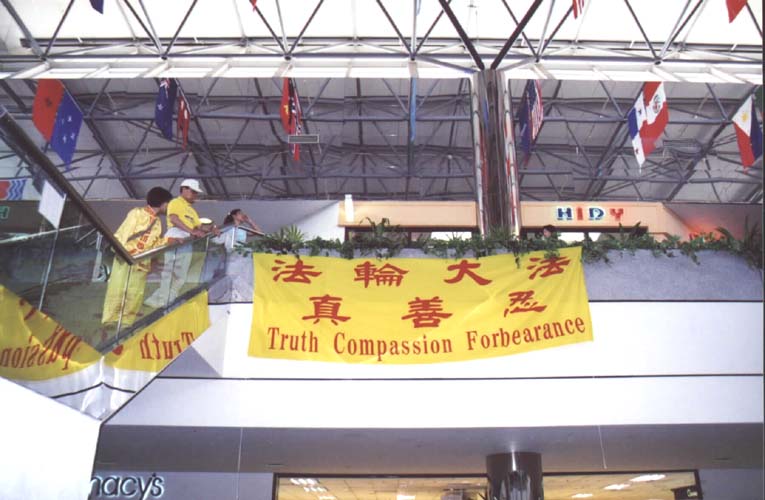 HIDY
法輪大法
真善忍
Truth Compassion Forbearance
macy's